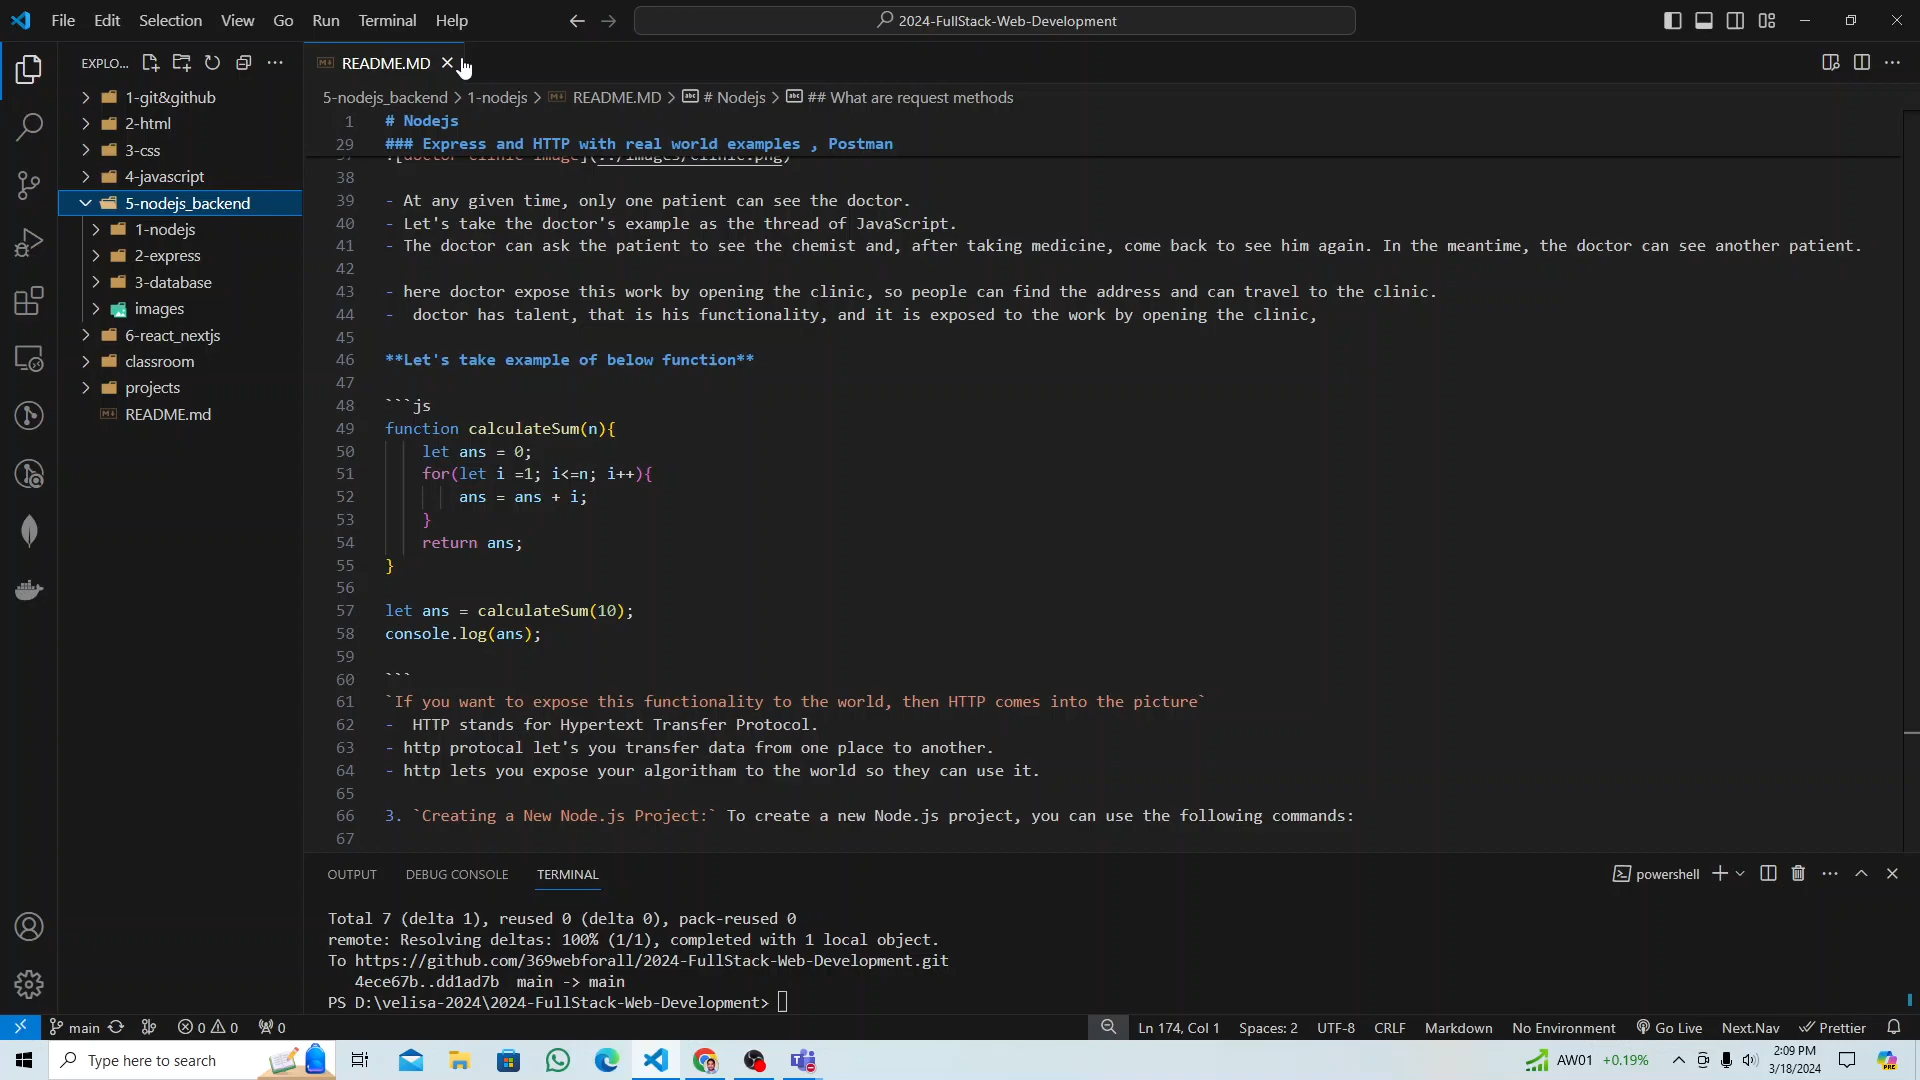 File Edit Selection View Go Run Terminal Help
2024-FullStack-Web-Development
EXPLO...
1-git&github
2-html
3-css
4-javascript
5-nodejs_backend
1-nodejs
2-express
3-database
images
6-react_nextjs
classroom
projects
README.md
README.MD
5-nodejs_backend > 1-nodejs > README.MD > # Nodejs > ## What are request methods
1 # Nodejs
29 ### Express and HTTP with real world examples , Postman
37 ![doctor clinic image](../images/clinic.png)
38
39 - At any given time, only one patient can see the doctor.
40 - Let's take the doctor's example as the thread of JavaScript.
41 - The doctor can ask the patient to see the chemist and, after taking medicine, come back to see him again. In the meantime, the doctor can see another patient.
42
43 - here doctor expose this work by opening the clinic, so people can find the address and can travel to the clinic.
44 -  doctor has talent, that is his functionality, and it is exposed to the work by opening the clinic,
45
46 **Let's take example of below function**
47
48 ```js
49 function calculateSum(n){
50 let ans = 0;
51 for(let i =1; i<=n; i++){
52 ans = ans + i;
53 }
54 return ans;
55 }
56
57 let ans = calculateSum(10);
58 console.log(ans);
59
60 ```
61 `If you want to expose this functionality to the world, then HTTP comes into the picture`
62 -  HTTP stands for Hypertext Transfer Protocol.
63 - http protocal let's you transfer data from one place to another.
64 - http lets you expose your algoritham to the world so they can use it.
65
66 3. `Creating a New Node.js Project:` To create a new Node.js project, you can use the following commands:
67
OUTPUT DEBUG CONSOLE TERMINAL
powershell
Total 7 (delta 1), reused 0 (delta 0), pack-reused 0
remote: Resolving deltas: 100% (1/1), completed with 1 local object.
To https://github.com/369webforall/2024-FullStack-Web-Development.git
4ece67b..dd1ad7b  main -> main
PS D:\velisa-2024\2024-FullStack-Web-Development>
main 0 0 0 Ln 174, Col 1 Spaces: 2 UTF-8 CRLF Markdown No Environment Go Live Next.Nav Prettier
Type here to search
AW01 +0.19%
2:09 PM
3/18/2024
PRE